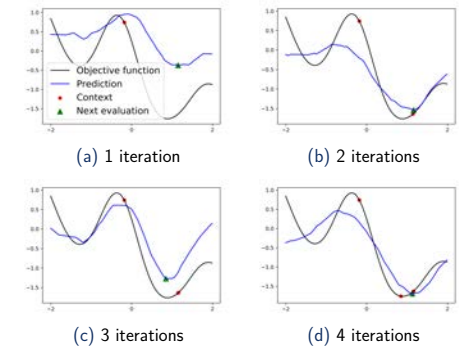 1.0
0.5
0.0
-0.5
-1.0
-1.5
-2 0 2
Objective function
Prediction
Context
Next evaluation
(a) 1 iteration
1.0
0.5
0.0
-0.5
-1.0
-1.5
-2 0 2
(b) 2 iterations
1.0
0.5
0.0
-0.5
-1.0
-1.5
-2 0 2
(c) 3 iterations
1.0
0.5
0.0
-0.5
-1.0
-1.5
-2 0 2
(d) 4 iterations